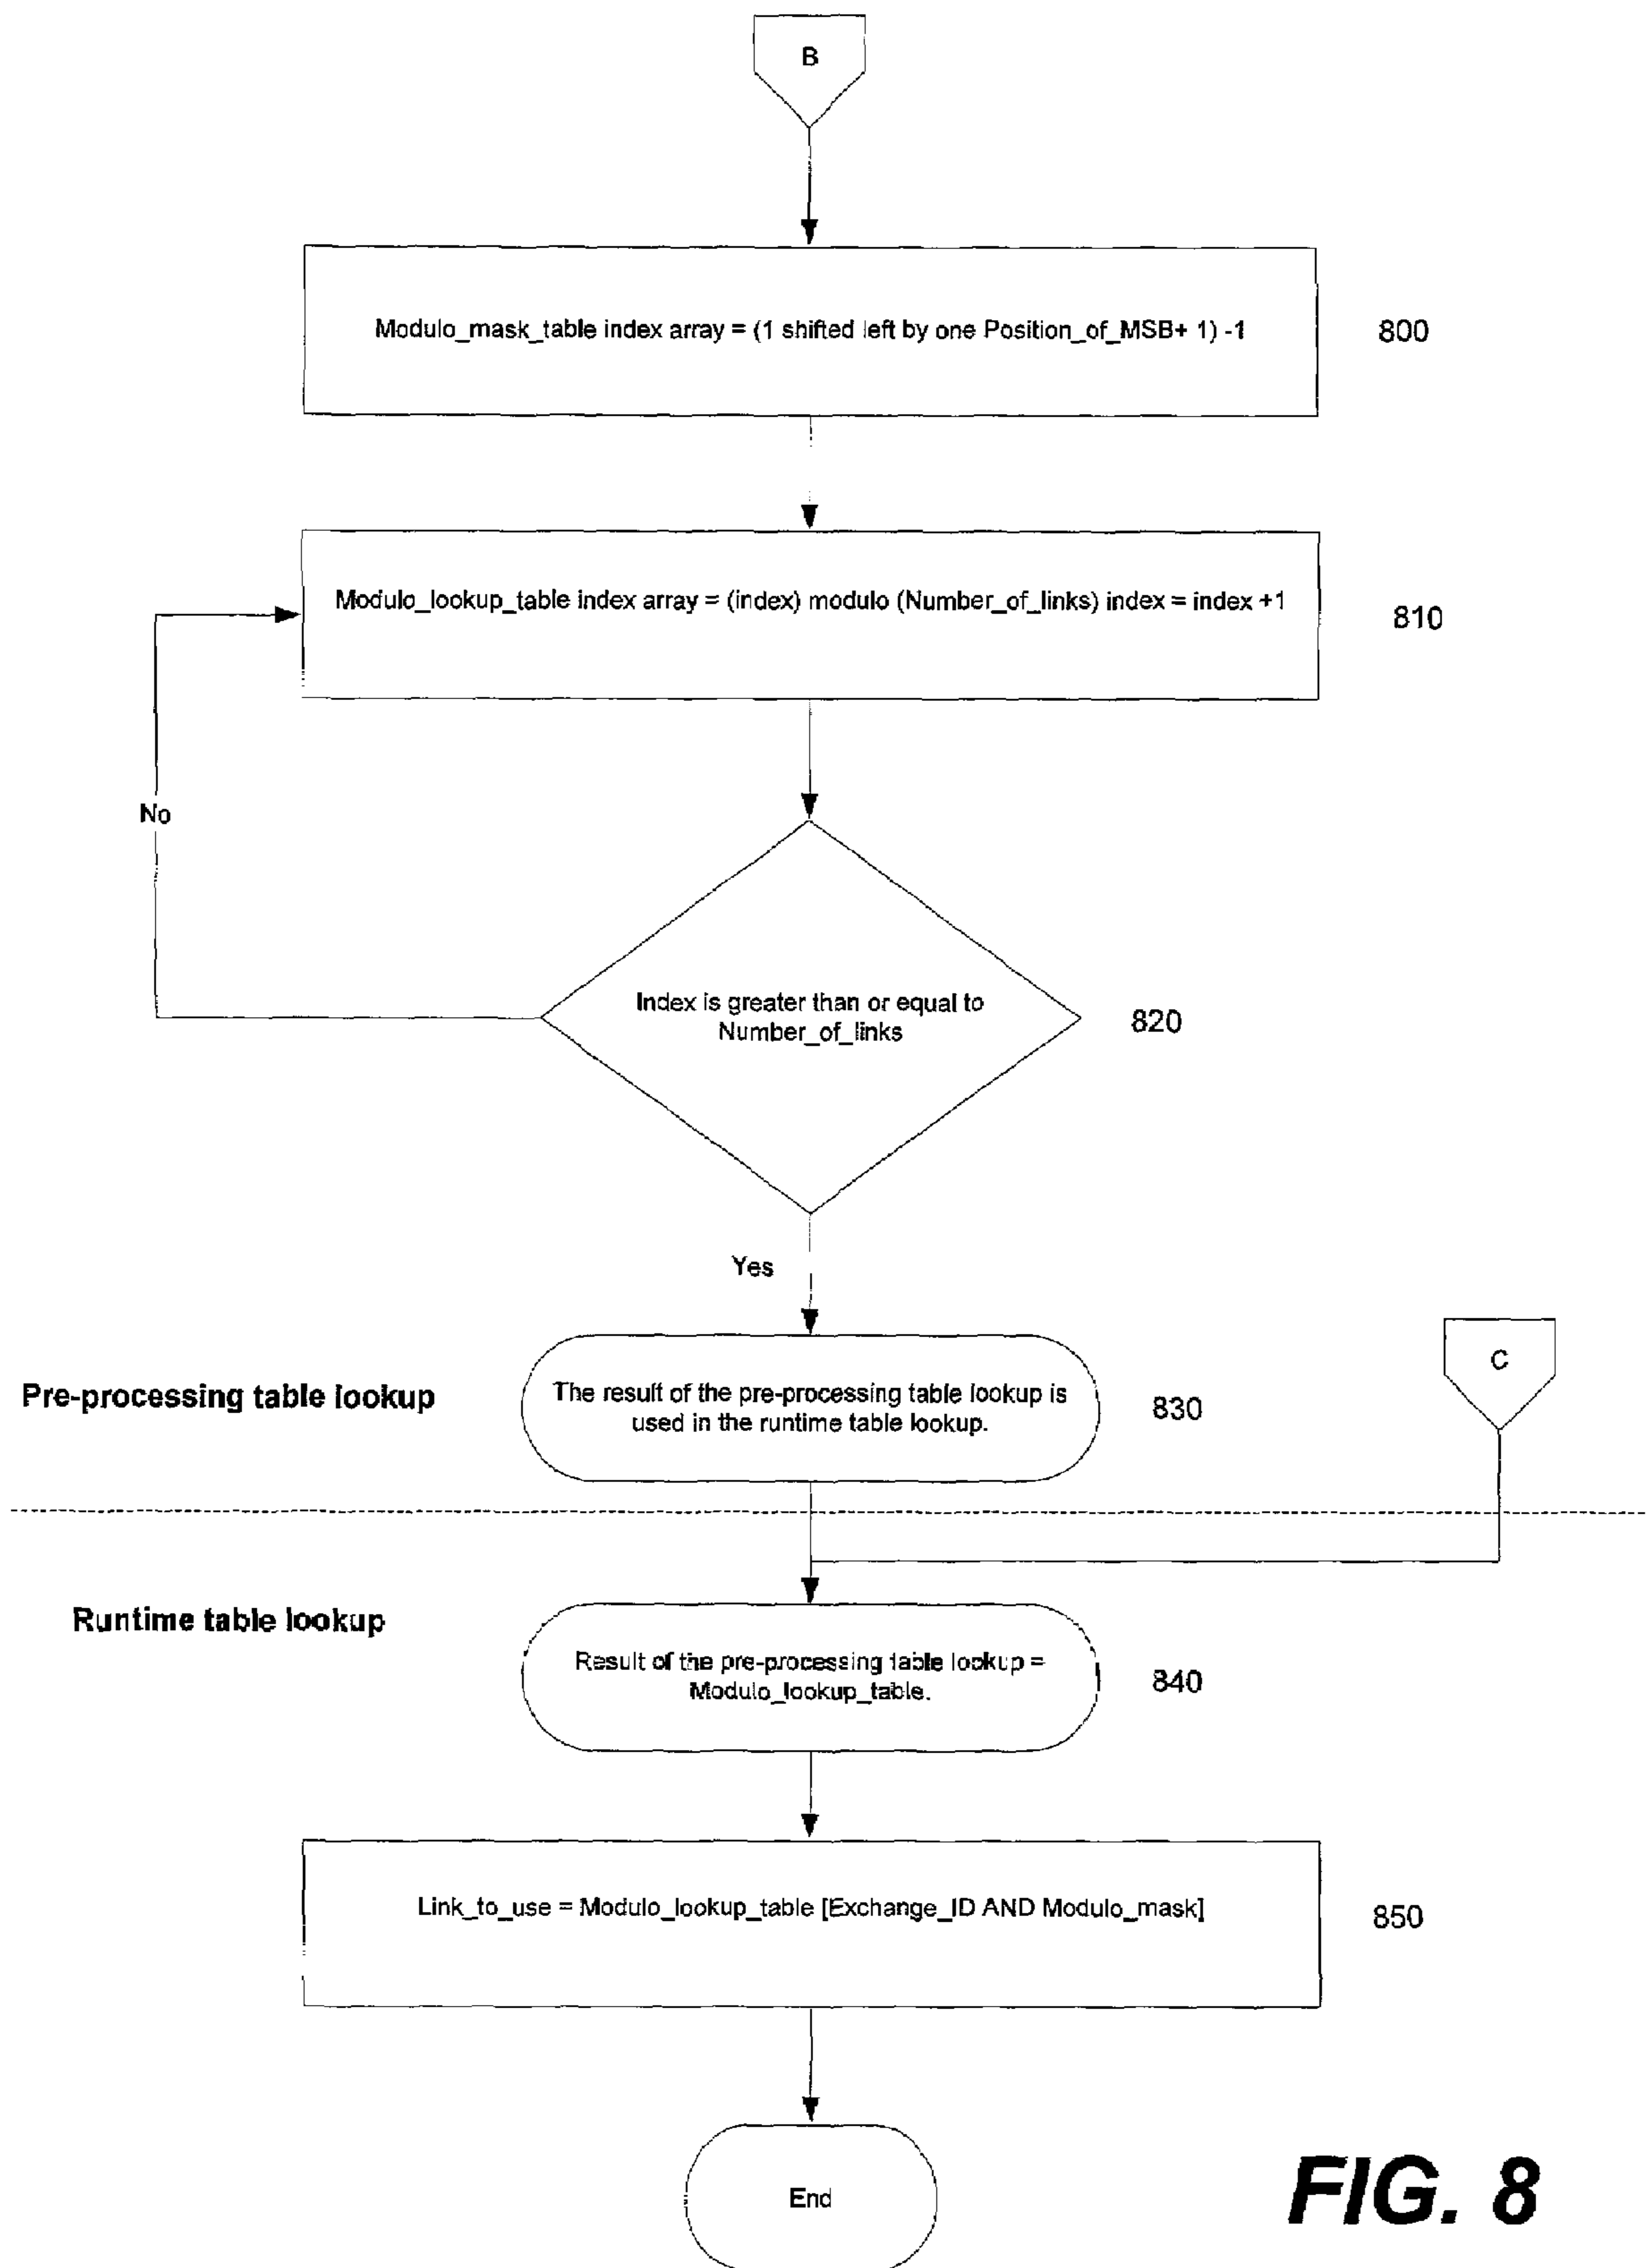 B
Modulo_mask_table index array = (1 shifted left by one Position_of_MSB+ 1) -1
800
Modulo_lookup_table index array = (index) modulo (Number_of_links) index = index +1
810
No
Index is greater than or equal to
Number_of_links
820
Yes
C
Pre-processing table lookup
The result of the pre-processing table lookup is
used in the runtime table lookup.
830
Runtime table lookup
Result of the pre-processing table lookup =
Modulo_lookup_table.
840
Link_to_use = Modulo_lookup_table [Exchange_ID AND Modulo_mask]
850
End
FIG. 8